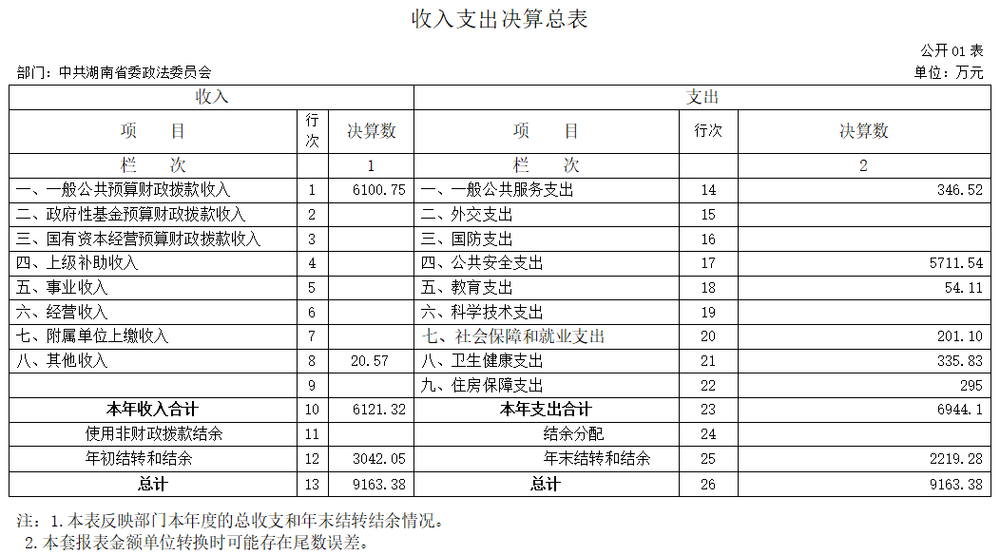 收入支出决算总表
公开01表
部门：中共湖南省委政法委员会 单位：万元
收入 支出
项 目 行次 决算数 项 目 行次 决算数
栏 次 1 栏 次 2
一、一般公共预算财政拨款收入 1 6100.75 一、一般公共服务支出 14 346.52
二、政府性基金预算财政拨款收入 2 二、外交支出 15
三、国有资本经营预算财政拨款收入 3 三、国防支出 16
四、上级补助收入 4 四、公共安全支出 17 5711.54
五、事业收入 5 五、教育支出 18 54.11
六、经营收入 6 六、科学技术支出 19
七、附属单位上缴收入 7 七、社会保障和就业支出 20 201.10
八、其他收入 8 20.57 八、卫生健康支出 21 335.83
9 九、住房保障支出 22 295
本年收入合计 10 6121.32 本年支出合计 23 6944.1
使用非财政拨款结余 11 结余分配 24
年初结转和结余 12 3042.05 年末结转和结余 25 2219.28
总计 13 9163.38 总计 26 9163.38
注：1.本表反映部门本年度的总收支和年末结转结余情况。
2.本套报表金额单位转换时可能存在尾数误差。